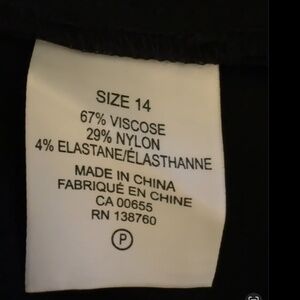 SIZE 14
67% VISCOSE
29% NYLON
4% ELASTANE/ÉLASTHANNE
MADE IN CHINA
FABRIQUÉ EN CHINE
CA 00655
RN 138760
P